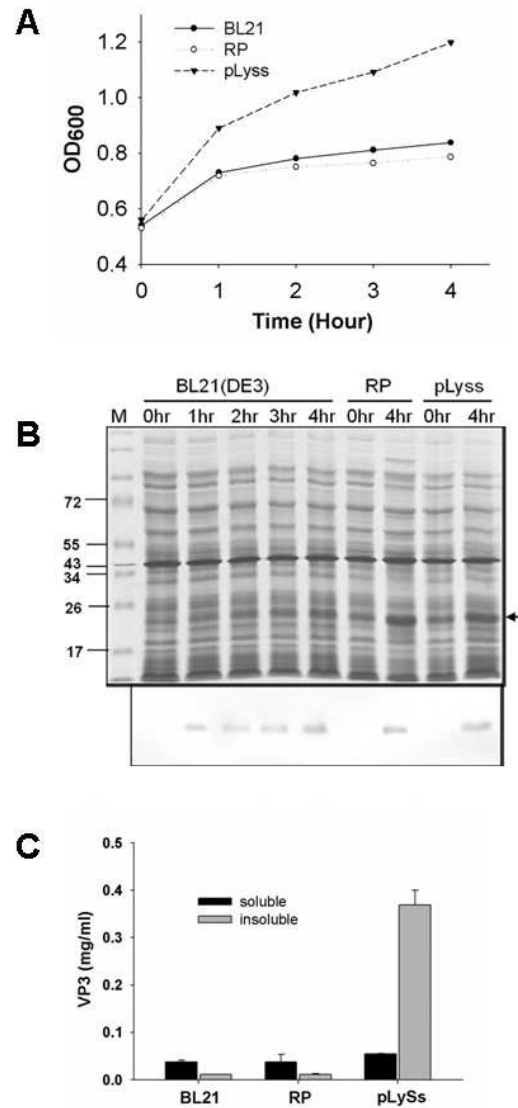 A
BL21
RP
pLyss
1.2
1.0
0.8
0.6
0.4
OD600
0 1 2 3 4
Time (Hour)
B
BL21(DE3) RP pLyss
M 0hr 1hr 2hr 3hr 4hr 0hr 4hr 0hr 4hr
72
55
43
34
26
17
C
0.5
0.4
0.3
0.2
0.1
0.0
VP3 (mg/ml)
soluble
insoluble
BL21 RP pLySs